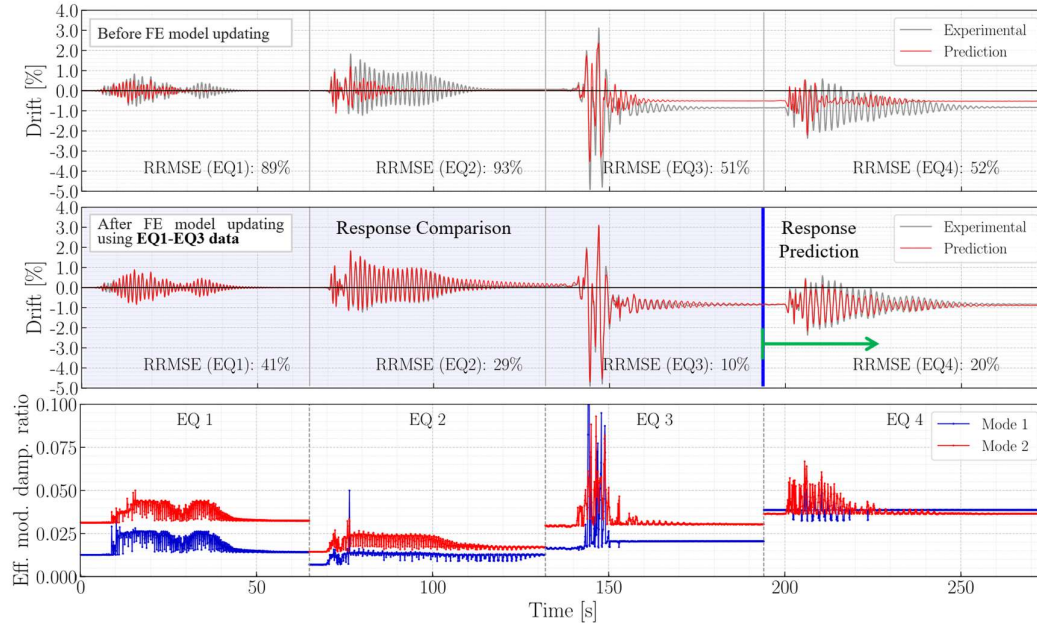 4.0
3.0
2.0
1.0
0.0
-1.0
-2.0
-3.0
-4.0
-5.0
Drift [%]
Before FE model updating
Experimental
Prediction
RRMSE (EQ1): 89%
RRMSE (EQ2): 93%
RRMSE (EQ3): 51%
RRMSE (EQ4): 52%
4.0
3.0
2.0
1.0
0.0
-1.0
-2.0
-3.0
-4.0
-5.0
Drift [%]
After FE model updating
using EQ1-EQ3 data
Response Comparison
Response
Prediction
Experimental
Prediction
RRMSE (EQ1): 41%
RRMSE (EQ2): 29%
RRMSE (EQ3): 10%
RRMSE (EQ4): 20%
0.100
0.075
0.050
0.025
0.000
Eff. mod. damp. ratio
EQ 1
EQ 2
EQ 3
EQ 4
Mode 1
Mode 2
0
50
100
150
200
250
Time [s]